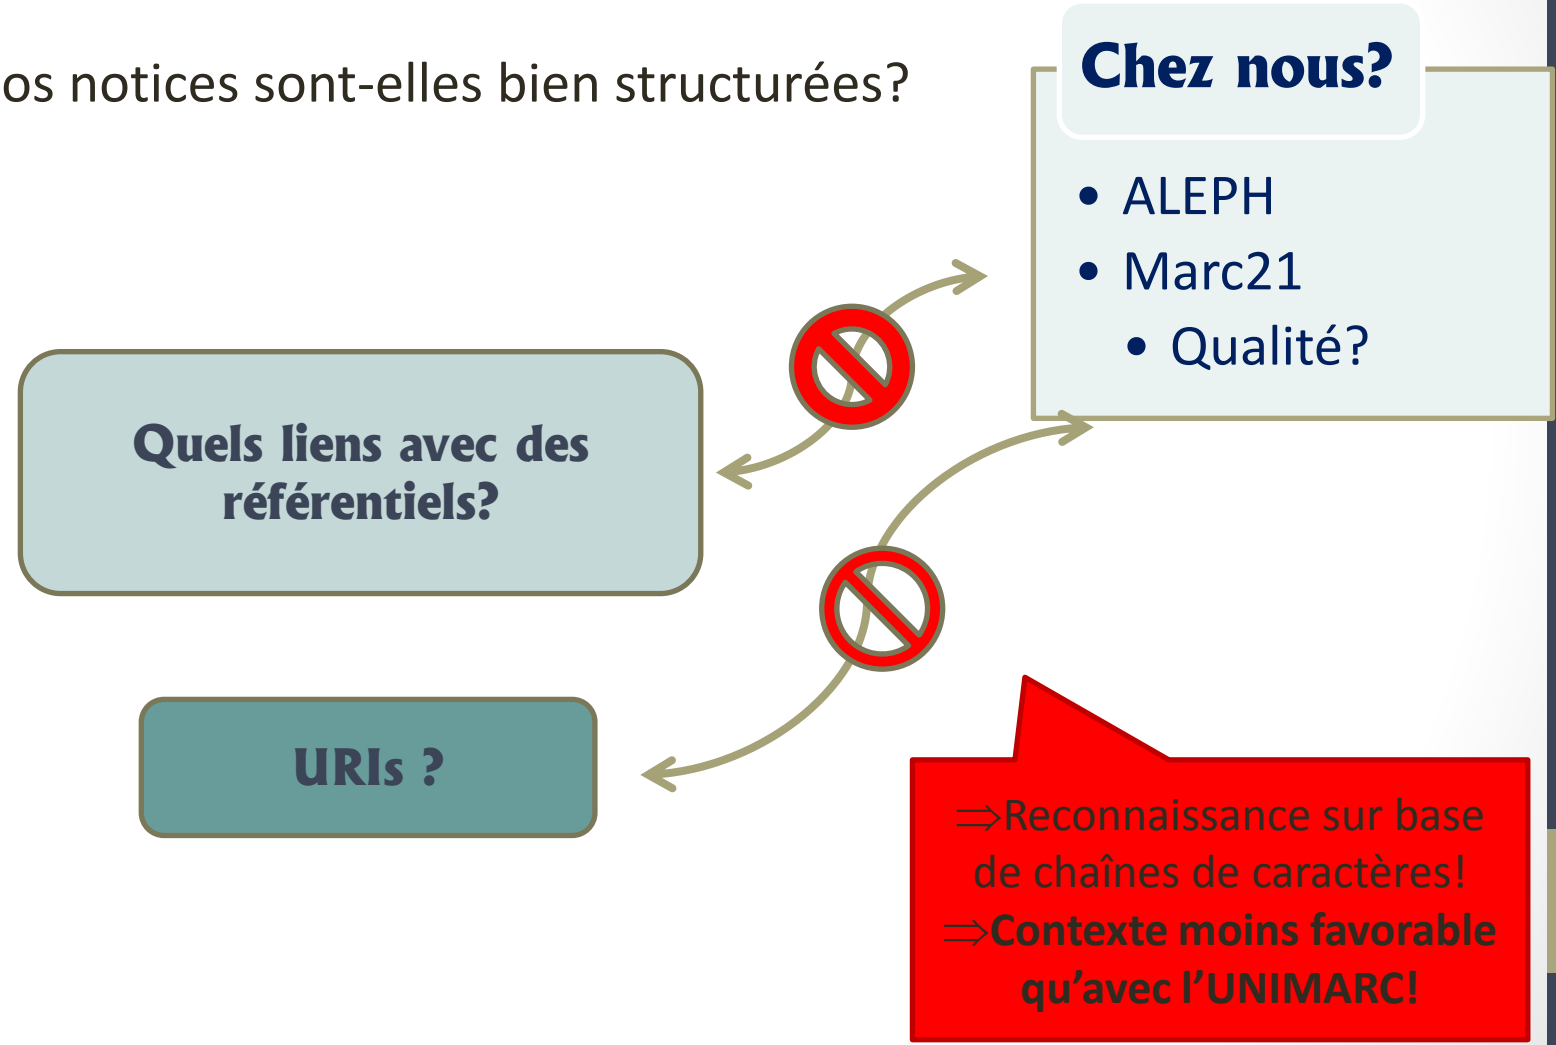 os notices sont-elles bien structurées?
Chez nous?
• ALEPH
• Marc21
• Qualité?
Quels liens avec des
référentiels?
URIs ?
⇒Reconnaissance sur base
de chaînes de caractères!
⇒Contexte moins favorable
qu’avec l’UNIMARC!